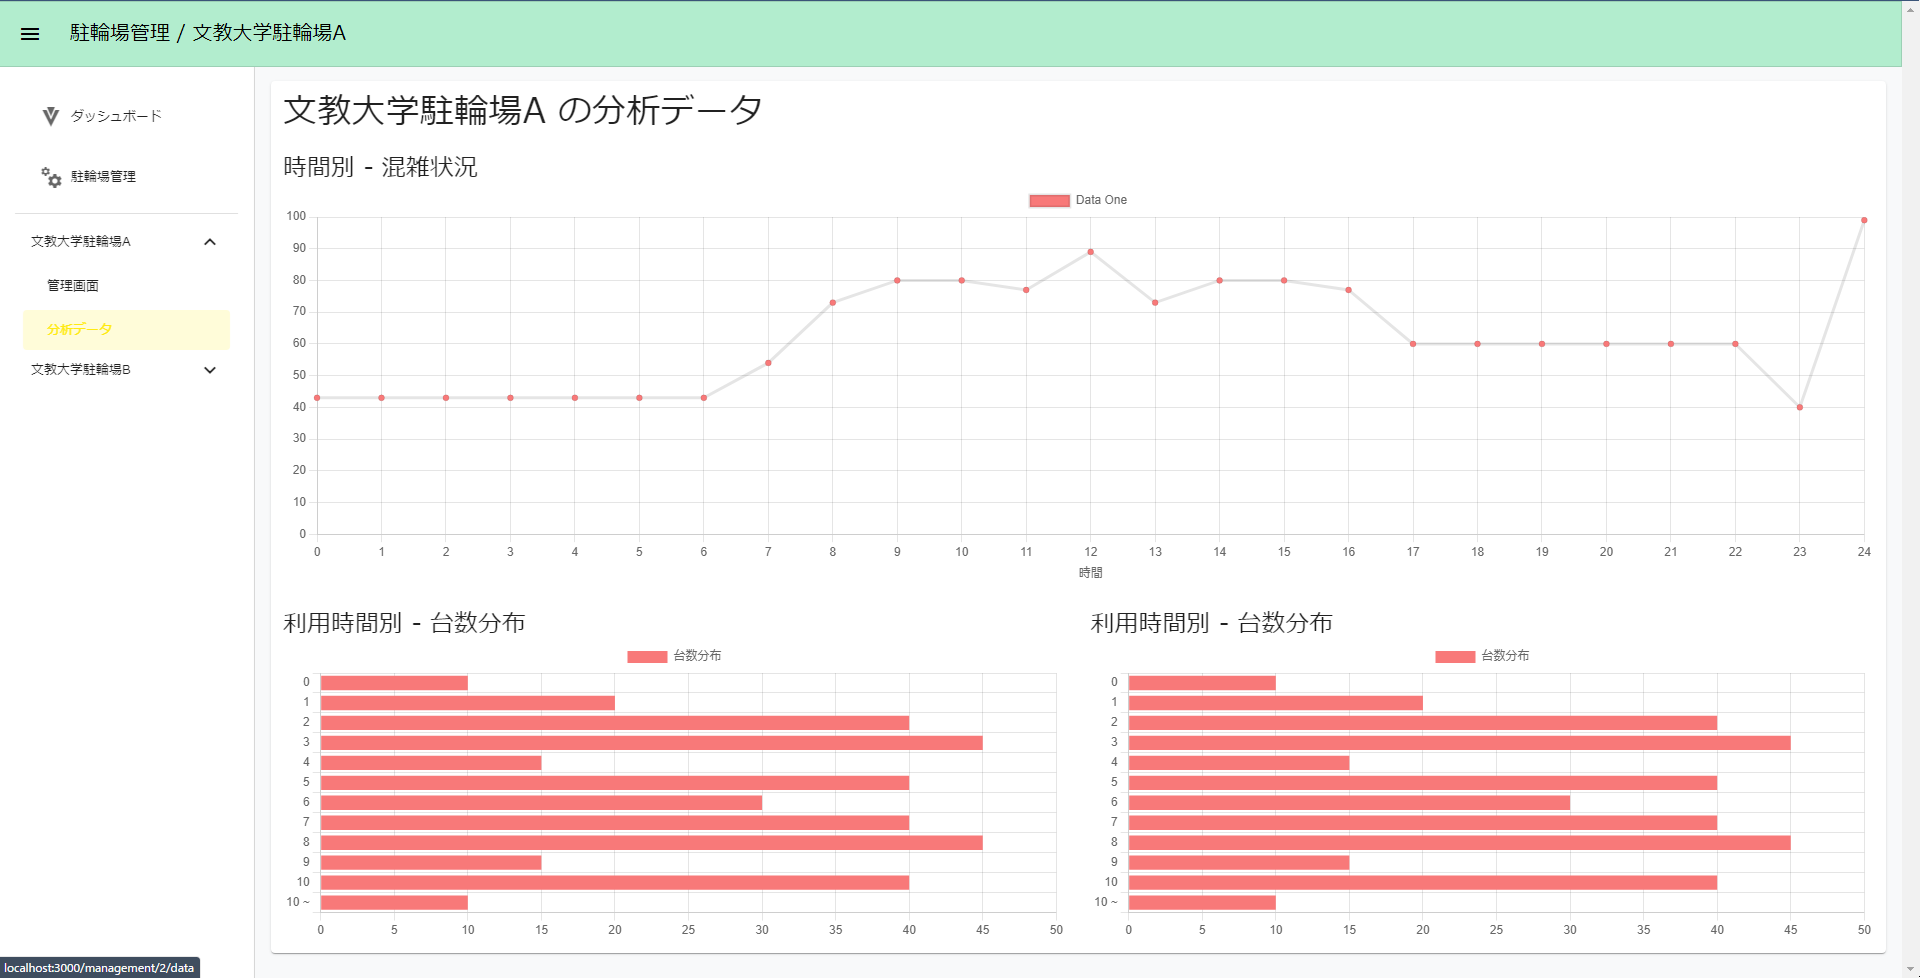 駐輪場管理 / 文教大学駐輪場A
ダッシュボード
駐輪場管理
文教大学駐輪場A
管理画面
分析データ
文教大学駐輪場B
文教大学駐輪場A の分析データ
時間別 - 混雑状況
Data One
100
90
80
70
60
50
40
30
20
10
0
0 1 2 3 4 5 6 7 8 9 10 11 12 13 14 15 16 17 18 19 20 21 22 23 24
時間
利用時間別 - 台数分布
台数分布
0
1
2
3
4
5
6
7
8
9
10
10 ~
0 5 10 15 20 25 30 35 40 45 50
利用時間別 - 台数分布
台数分布
0
1
2
3
4
5
6
7
8
9
10
10 ~
0 5 10 15 20 25 30 35 40 45 50
localhost:3000/management/2/data